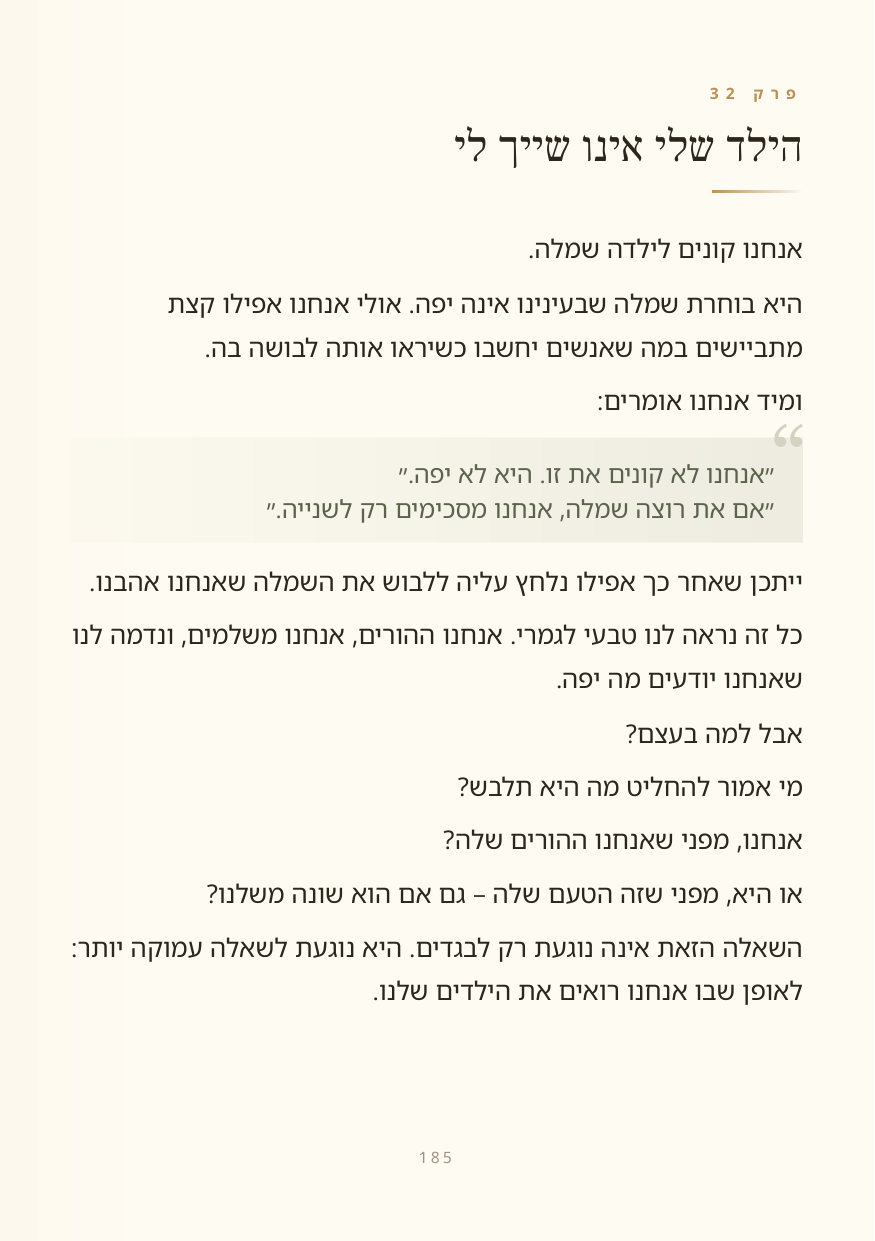 פרק 32
הילד שלי אינו שייך לי
אנחנו קונים לילדה שמלה.
היא בוחרת שמלה שבעינינו אינה יפה. אולי אנחנו אפילו קצת
מתביישים במה שאנשים יחשבו כשיראו אותה לבושה בה.
ומיד אנחנו אומרים:
“
״אנחנו לא קונים את זו. היא לא יפה.״
״אם את רוצה שמלה, אנחנו מסכימים רק לשנייה.״
ייתכן שאחר כך אפילו נלחץ עליה ללבוש את השמלה שאנחנו אהבנו.
כל זה נראה לנו טבעי לגמרי. אנחנו ההורים, אנחנו משלמים, ונדמה לנו
שאנחנו יודעים מה יפה.
אבל למה בעצם?
מי אמור להחליט מה היא תלבש?
אנחנו, מפני שאנחנו ההורים שלה?
או היא, מפני שזה הטעם שלה – גם אם הוא שונה משלנו?
השאלה הזאת אינה נוגעת רק לבגדים. היא נוגעת לשאלה עמוקה יותר:
לאופן שבו אנחנו רואים את הילדים שלנו.
185